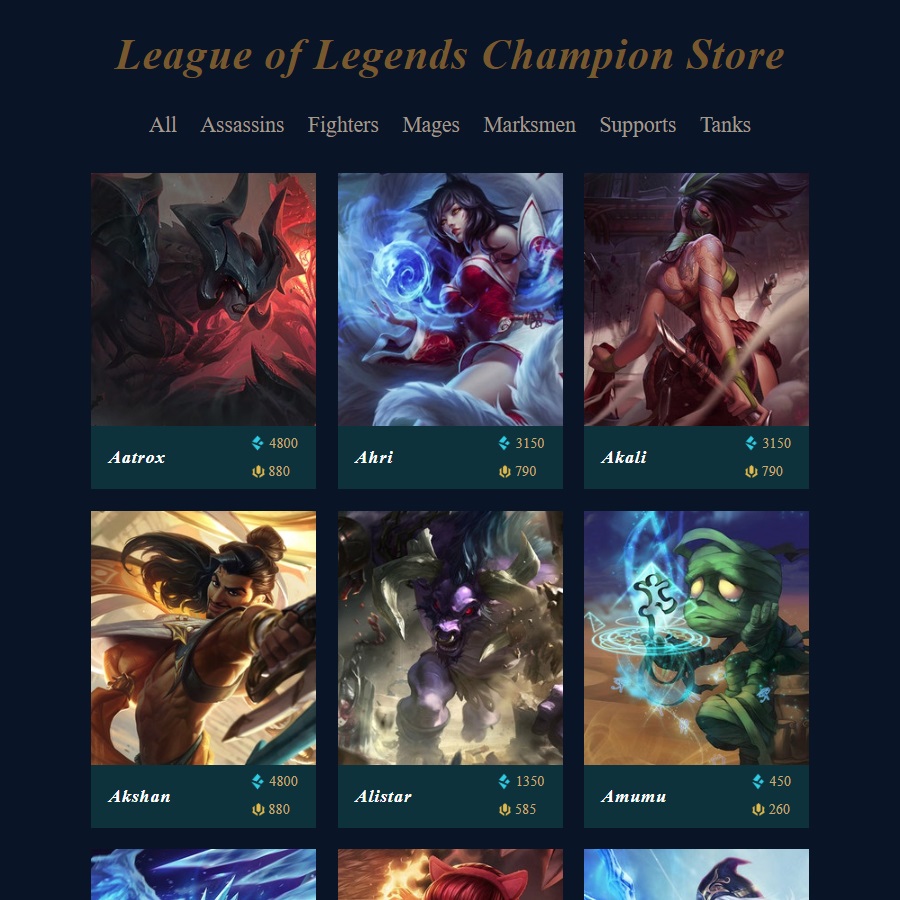 League of Legends Champion Store
All Assassins Fighters Mages Marksmen Supports Tanks
Aatrox
4800
880
Ahri
3150
790
Akali
3150
790
Akshan
4800
880
Alistar
1350
585
Amumu
450
260